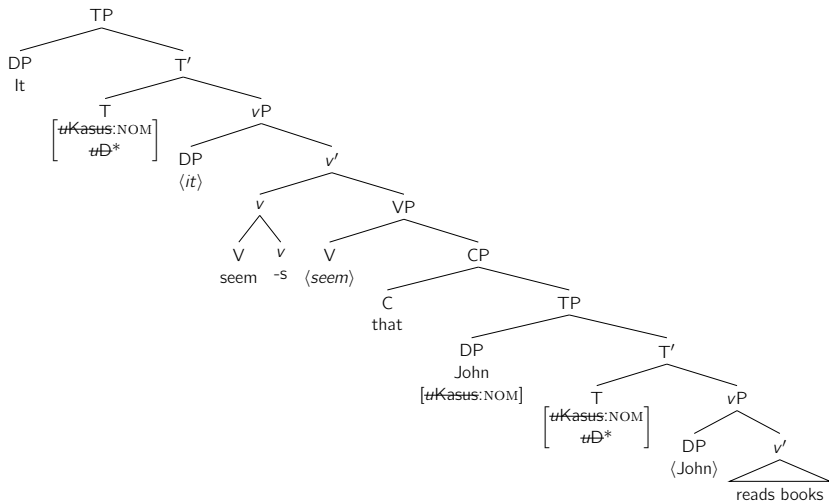 TP
DP T′
It
T vP
[uKasus:NOM]
[uD*]
DP v′
⟨it⟩
v VP
V v V CP
seem -s ⟨seem⟩
C TP
that
DP T′
John
[uKasus:NOM]
T vP
[uKasus:NOM]
[uD*]
DP v′
⟨John⟩
reads books